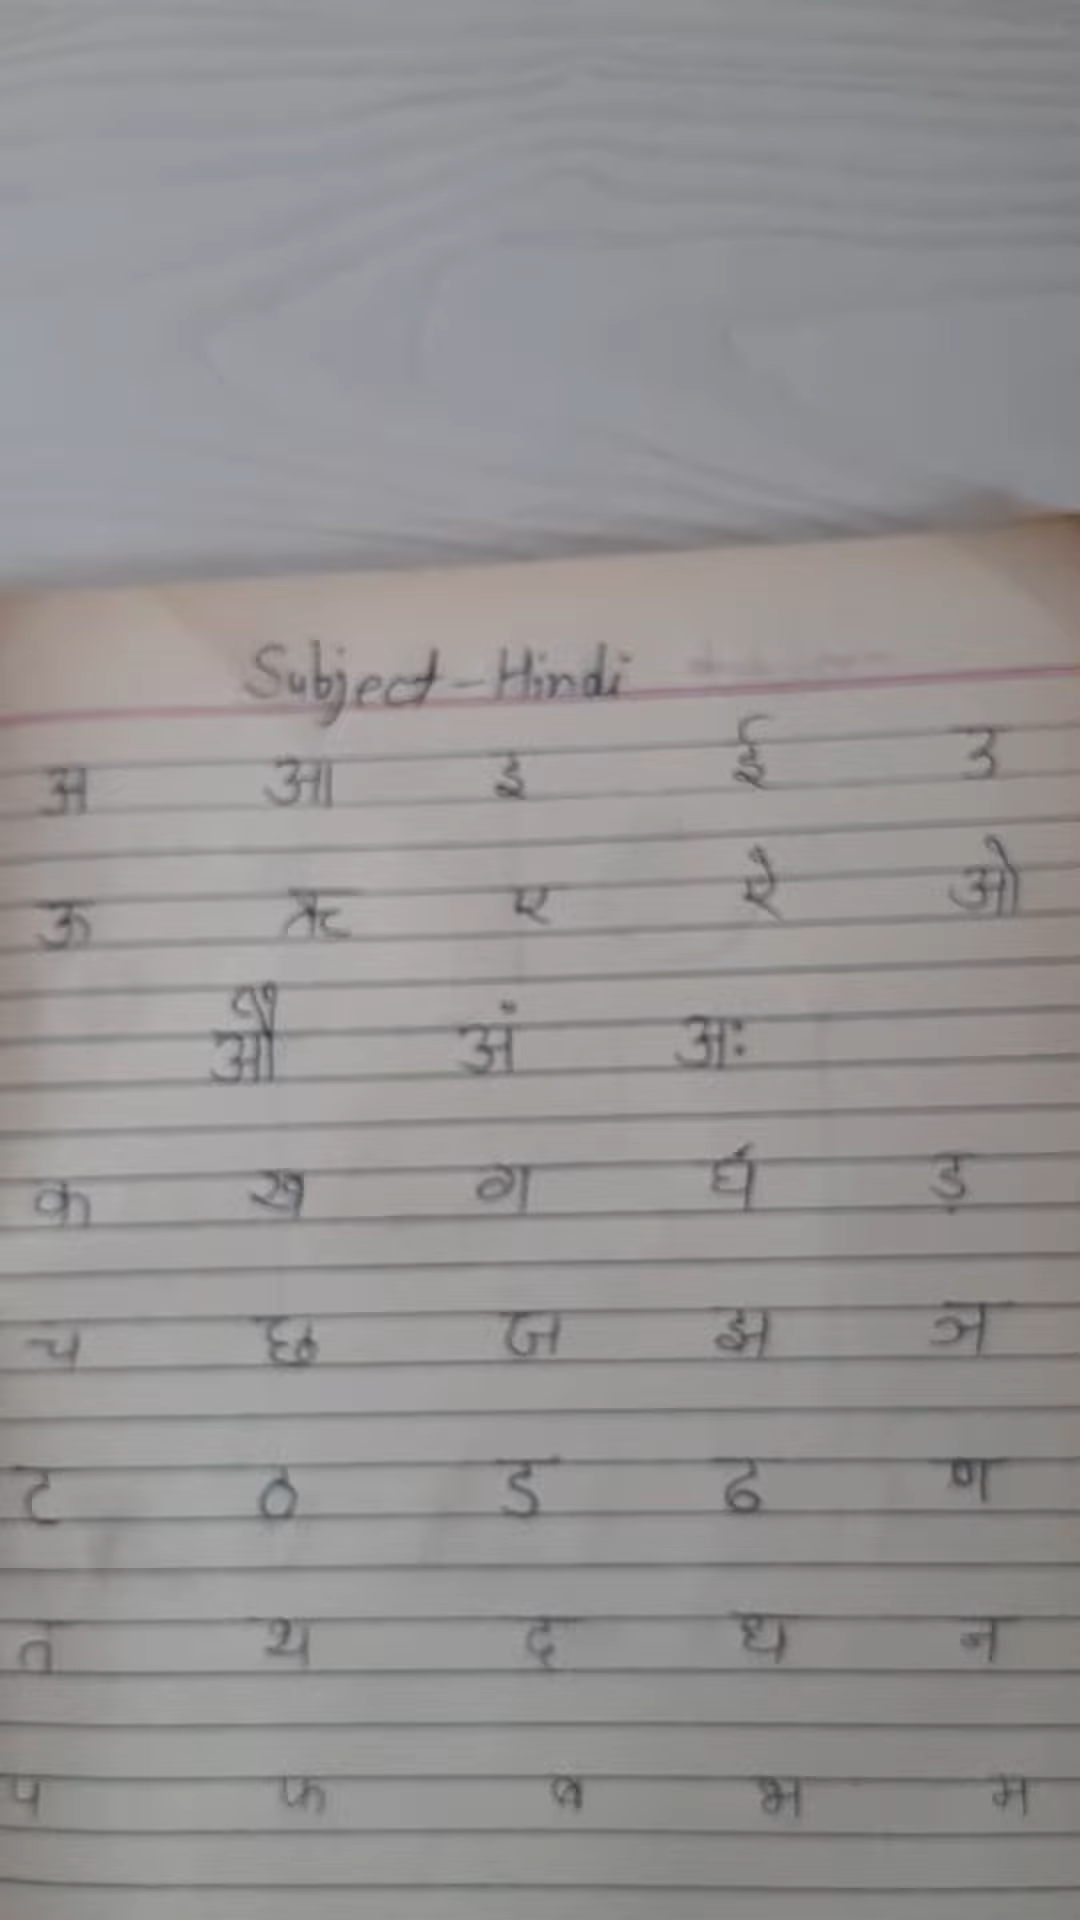 Subject - Hindi
अ आ इ ई उ
ऊ ऋ ए ऐ ओ
औ अं अः
क ख ग घ ड़
च छ ज झ ञ
ट ठ ड ढ ण
त थ द ध न
प फ ब भ म